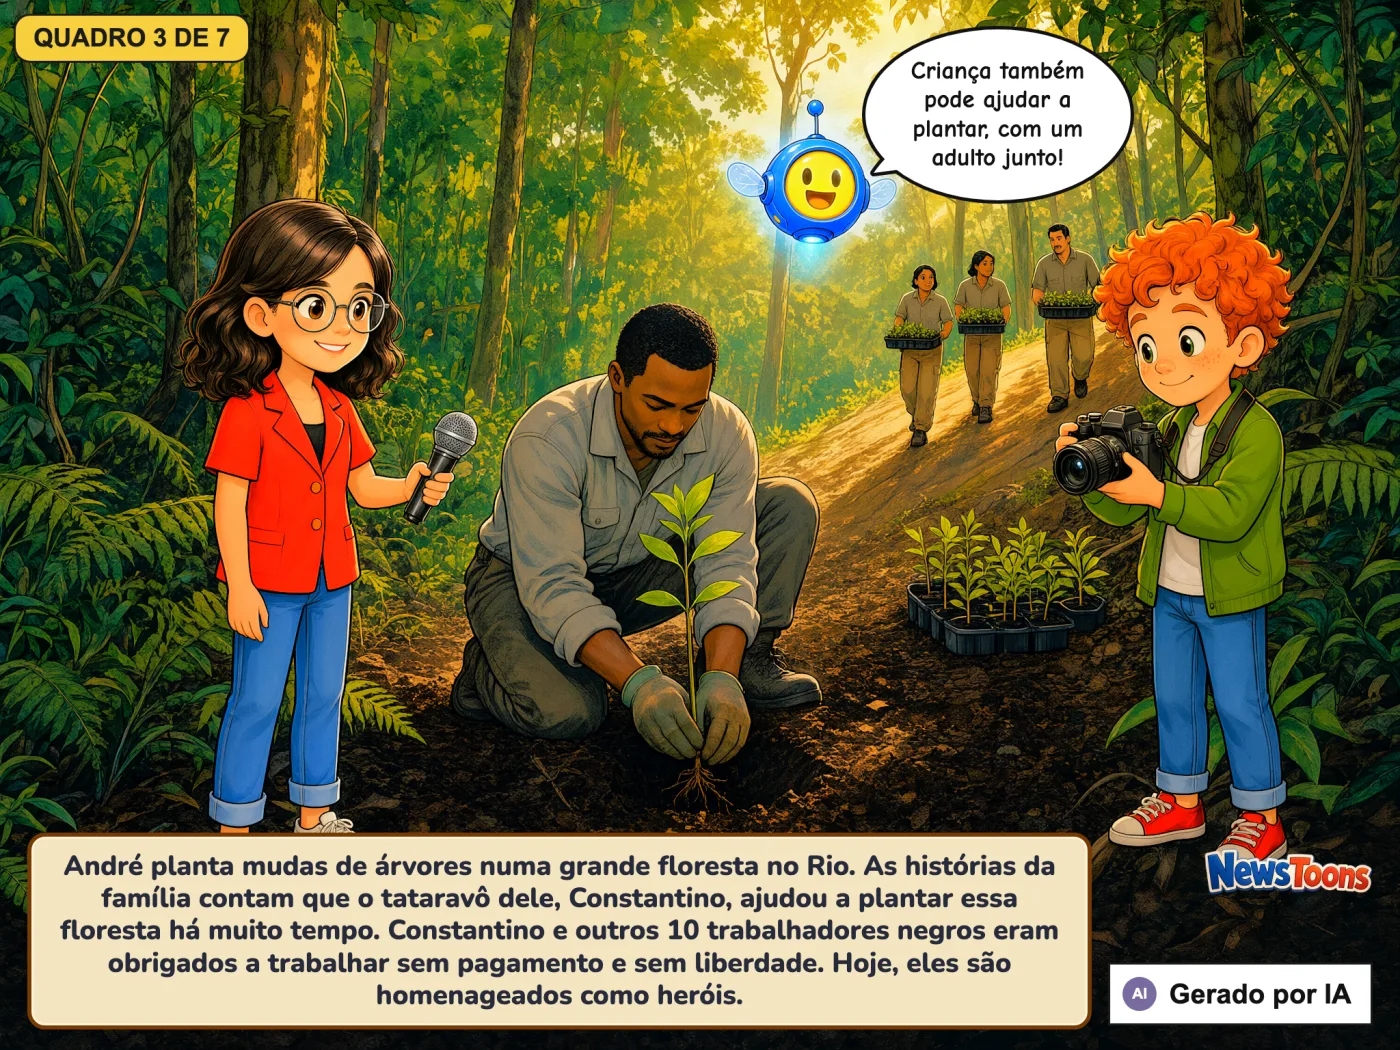 QUADRO 3 DE 7
Criança também
pode ajudar a
plantar, com um
adulto junto!
André planta mudas de árvores numa grande floresta no Rio. As histórias da
família contam que o tataravô dele, Constantino, ajudou a plantar essa
floresta há muito tempo. Constantino e outros 10 trabalhadores negros eram
obrigados a trabalhar sem pagamento e sem liberdade. Hoje, eles são
homenageados como heróis.
NewsToons
AI Gerado por IA